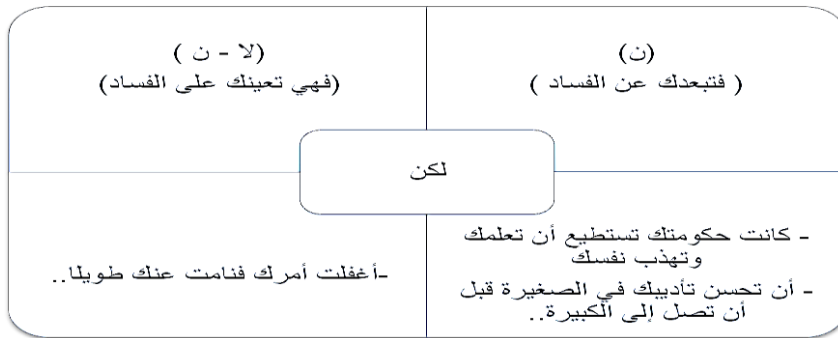 (ن)
( فتبعدك عن الفساد )
(لا - ن )
(فهي تعينك على الفساد)
لكن
- كانت حكومتك تستطيع أن تعلمك
وتهذب نفسك
- أن تحسن تأديبك في الصغيرة قبل
أن تصل إلى الكبيرة..
-أغفلت أمرك فنامت عنك طويلا..